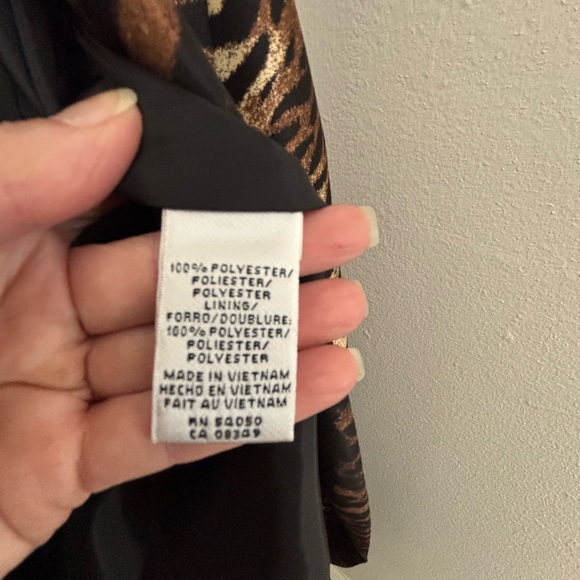 100% POLYESTER/
POLIESTER/
POLYESTER
LINING/
FORRO/DOUBLURE:
100% POLYESTER/
POLIESTER/
POLYESTER
MADE IN VIETNAM
HECHO EN VIETNAM
FAIT AU VIETNAM
RN 54050
CA 08349